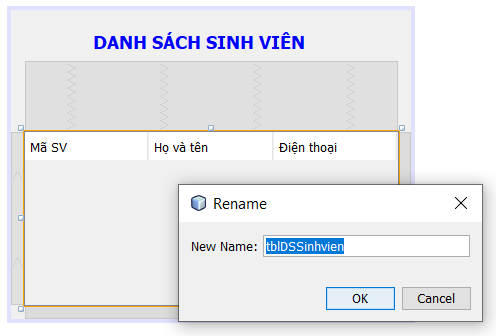 DANH SÁCH SINH VIÊN
Mã SV Họ và tên Điện thoại
Rename
New Name: tblDSSinhvien
OK Cancel